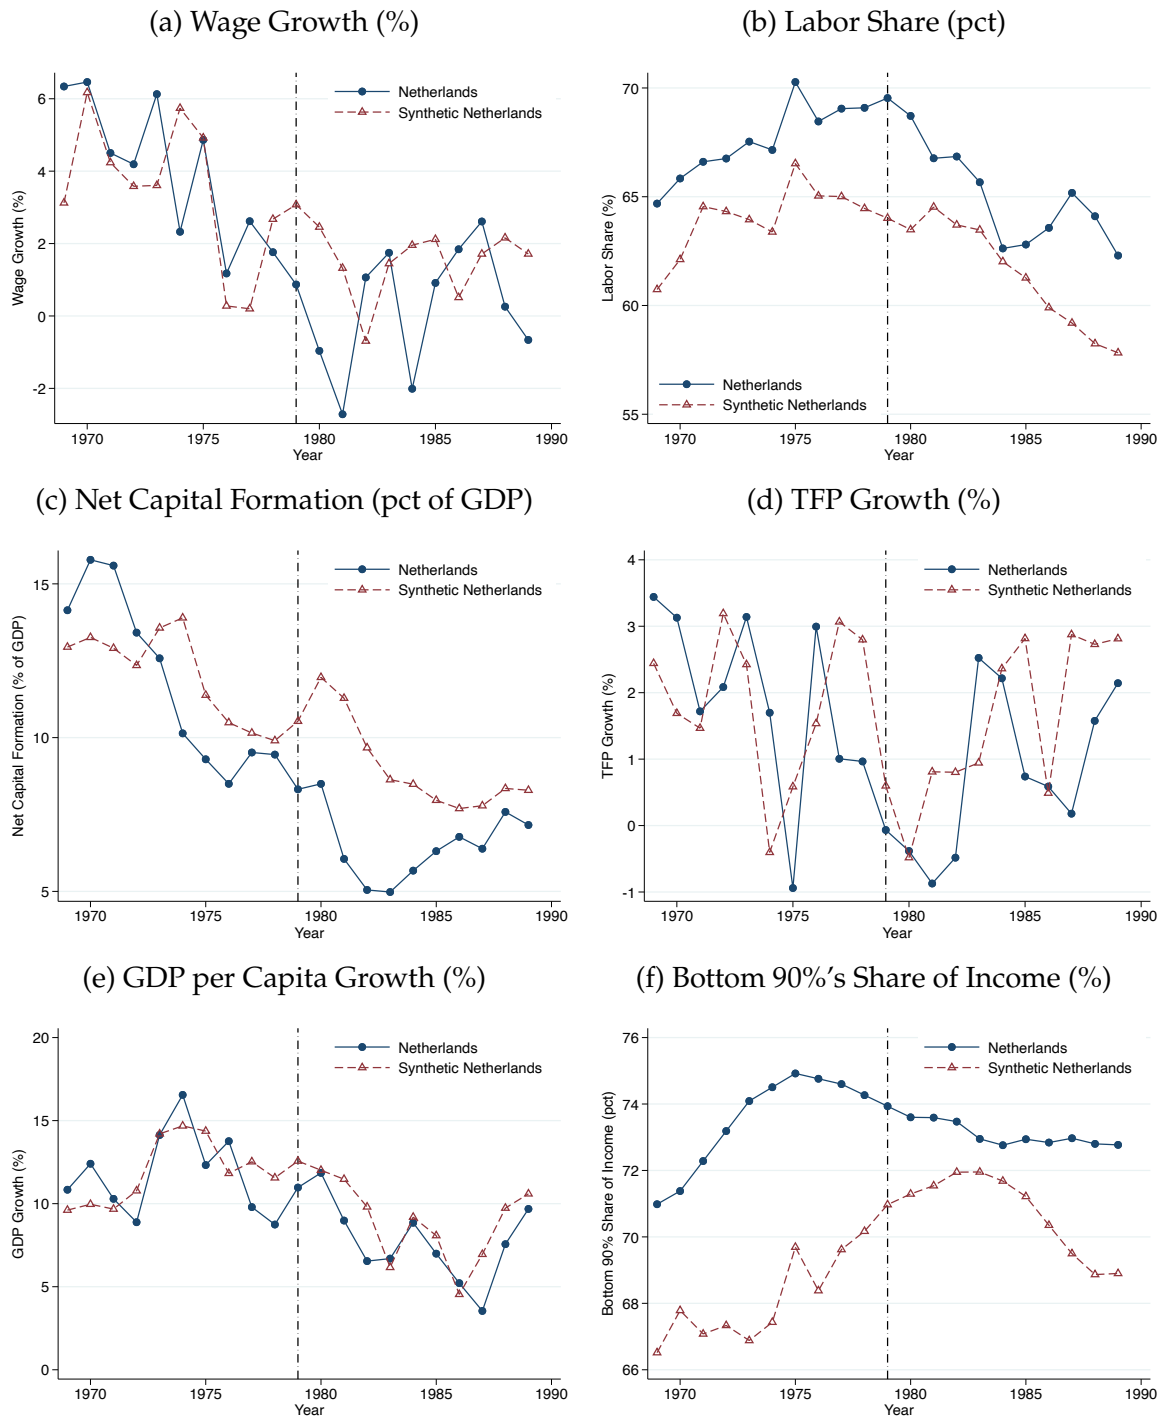 (a) Wage Growth (%)
Wage Growth (%)
6
4
2
0
-2
Netherlands
Synthetic Netherlands
1970 1975 1980 1985 1990
Year
(b) Labor Share (pct)
Labor Share (%)
70
65
60
55
Netherlands
Synthetic Netherlands
1970 1975 1980 1985 1990
Year
(c) Net Capital Formation (pct of GDP)
Net Capital Formation (% of GDP)
15
10
5
Netherlands
Synthetic Netherlands
1970 1975 1980 1985 1990
Year
(d) TFP Growth (%)
TFP Growth (%)
4
3
2
1
0
-1
Netherlands
Synthetic Netherlands
1970 1975 1980 1985 1990
Year
(e) GDP per Capita Growth (%)
GDP Growth (%)
20
15
10
5
0
Netherlands
Synthetic Netherlands
1970 1975 1980 1985 1990
Year
(f) Bottom 90%'s Share of Income (%)
Bottom 90% Share of Income (pct)
76
74
72
70
68
66
Netherlands
Synthetic Netherlands
1970 1975 1980 1985 1990
Year